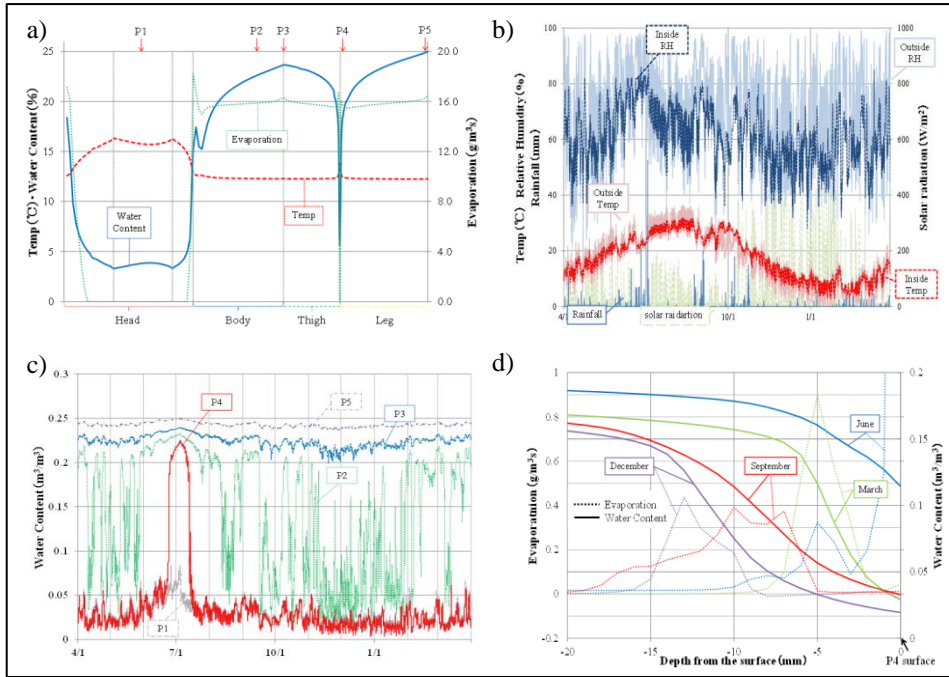 a)
P1 P2 P3 P4 P5
25 20.0
20 16.0
15 12.0
10 8.0
5 4.0
0 0.0
Temp(℃)・Water Content(%)
Evaporation(g/m³s)
Evaporation
Water
Content
Temp
Head Body Thigh Leg
b)
100 1000
80 800
60 600
40 400
20 200
0 0
Temp(℃) Relative Humidity(%)
Rainfall(mm)
Solar radiation(W/m²)
Inside
RH
Outside
RH
Outside
Temp
Inside
Temp
Rainfall
solar raidartion
4/1 10/1 1/1
c)
0.3
0.25
0.2
0.15
0.1
0.05
0
Water Content(m³/m³)
P5
P4
P3
P2
P1
4/1 7/1 10/1 1/1
d)
1 0.2
0.8
0.6 0.15
0.4
0.2 0.1
0 0.05
-0.2 0
Evaporatnion(g/m³s)
Water Content(m³/m³)
June
December
September
March
Evaporation
Water Content
-20 -15 -10 -5 0
Depth from the surface(mm)
P4 surface